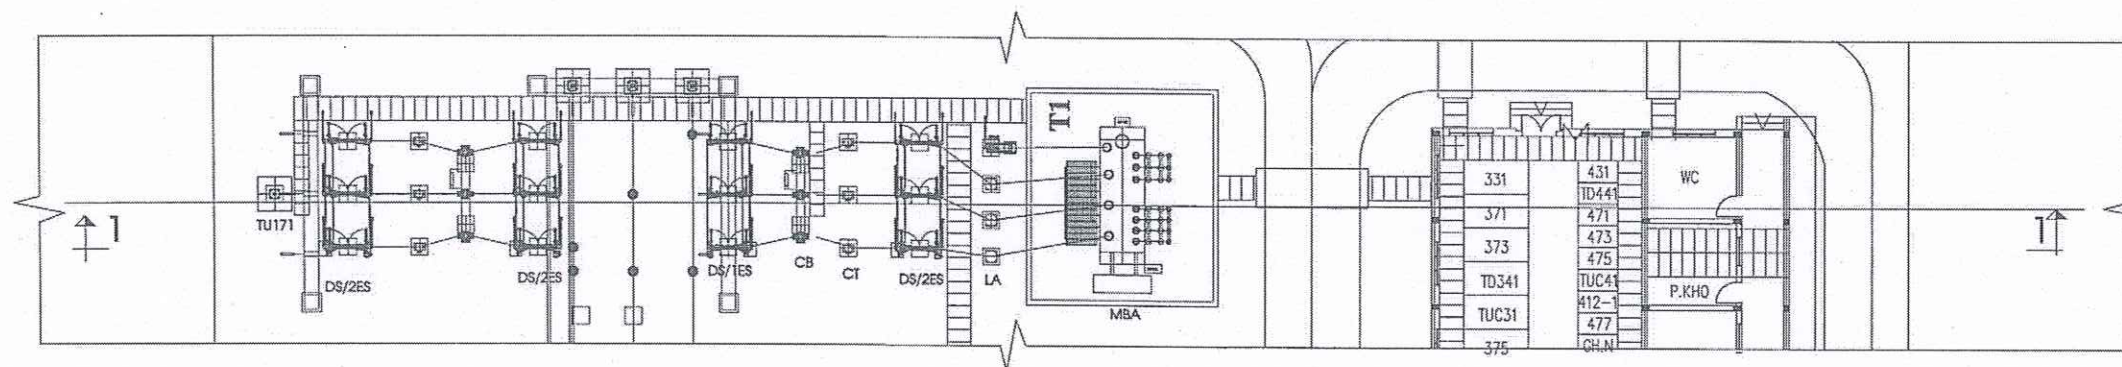 1
TU171
DS/2ES
DS/2ES
DS/1ES
CB
CT
DS/2ES
LA
T1
MBA
331
371
373
TD341
TUC31
375
431
TD441
471
473
475
TUC41
412-1
477
CH.N
WC
P.KHO
1